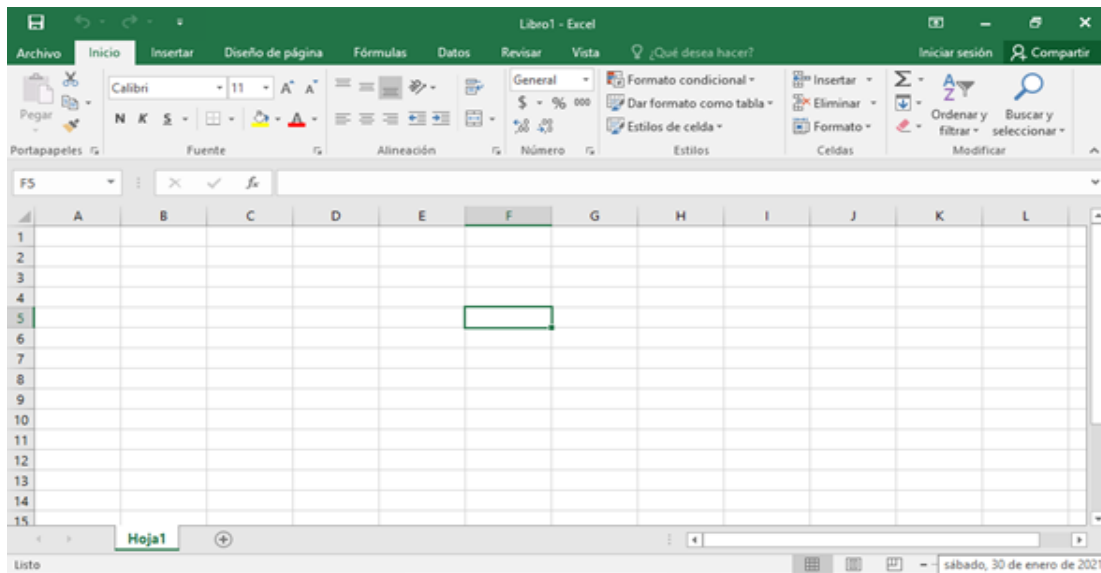 Libro1 - Excel
Archivo Inicio Insertar Diseño de página Fórmulas Datos Revisar Vista ¿Qué desea hacer? Iniciar sesión Compartir
Pegar
Calibri 11
N K S A
General
$ % 000
Formato condicional
Dar formato como tabla
Estilos de celda
Insertar
Eliminar
Formato
Ordenar y filtrar
Buscar y seleccionar
Portapapeles Fuente Alineación Número Estilos Celdas Modificar
F5 fx
A B C D E F G H I J K L
1
2
3
4
5
6
7
8
9
10
11
12
13
14
15
Hoja1
Listo sábado, 30 de enero de 2021